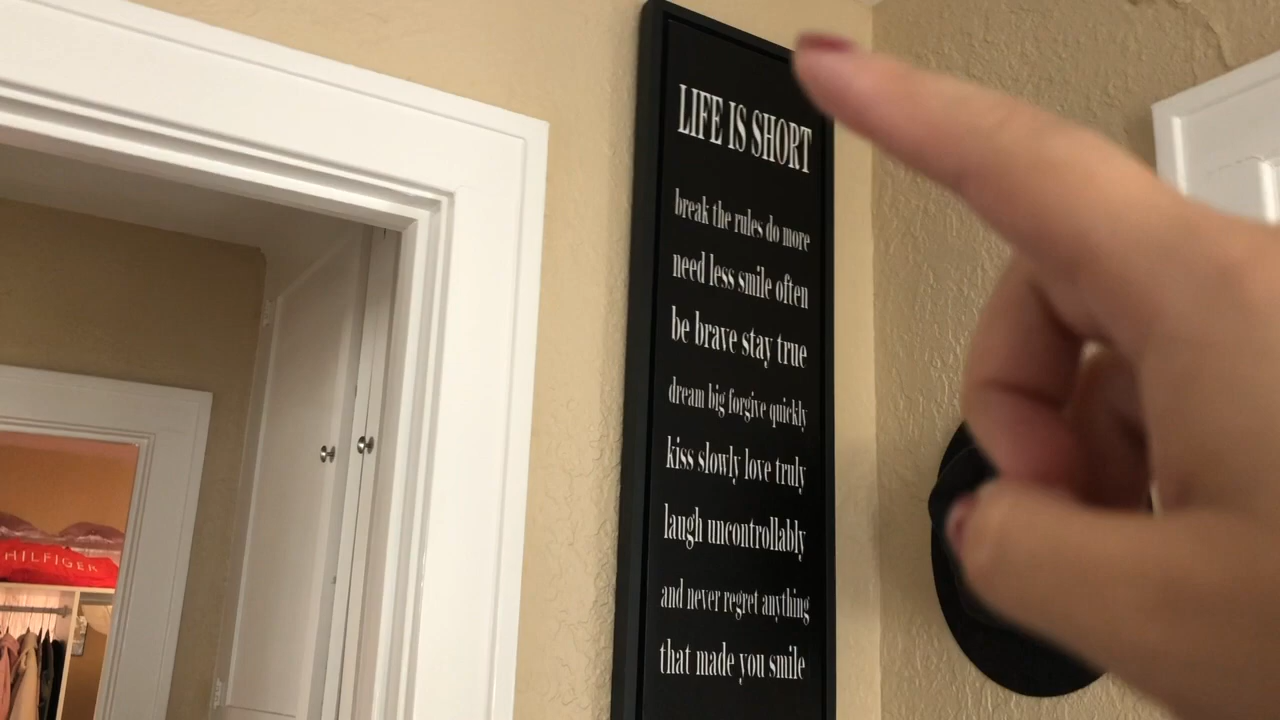 LIFE IS SHORT
break the rules do more
need less smile often
be brave stay true
dream big forgive quickly
kiss slowly love truly
laugh uncontrollably
and never regret anything
that made you smile
HILFIGER